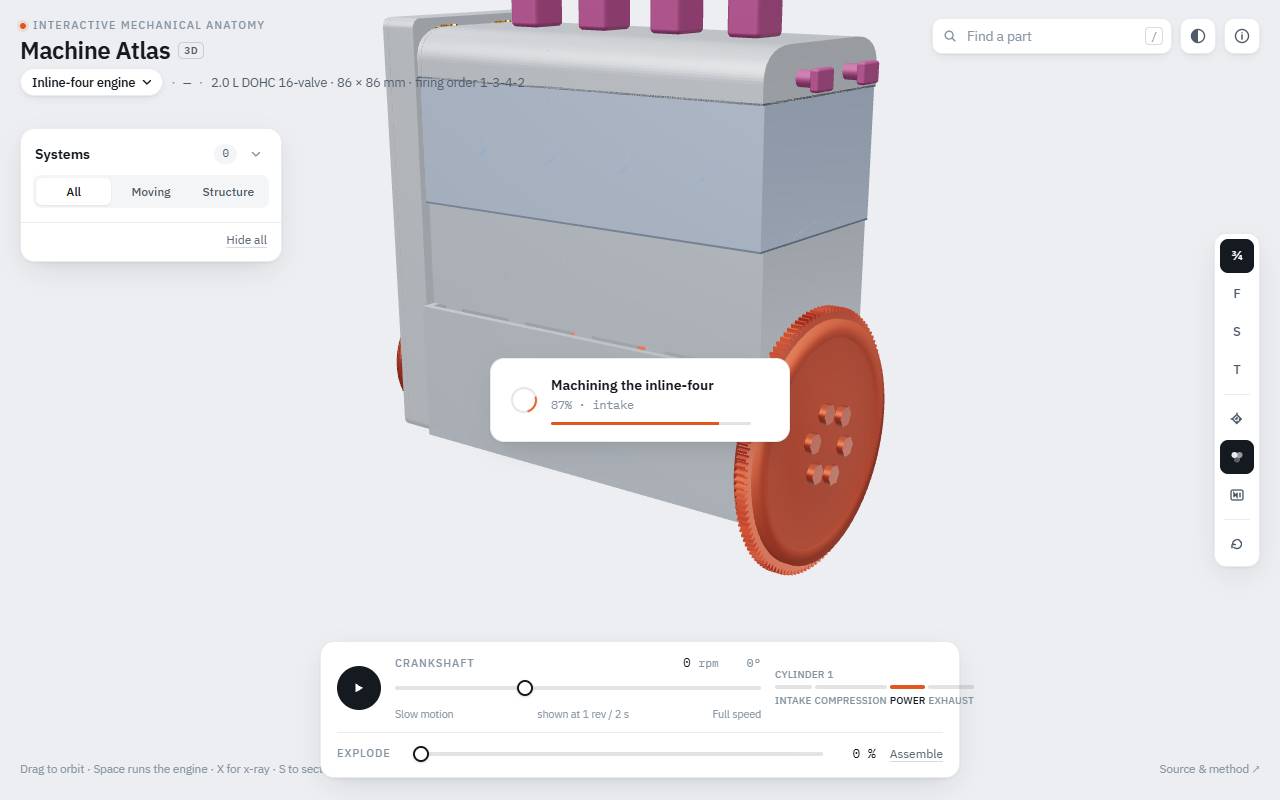 INTERACTIVE MECHANICAL ANATOMY
Machine Atlas 3D
Inline-four engine · – · 2.0 L DOHC 16-valve · 86 × 86 mm · firing order 1-3-4-2
Find a part /
Systems 0
All Moving Structure
Hide all
¾
F
S
T
Machining the inline-four
87% · intake
CRANKSHAFT 0 rpm 0°
Slow motion shown at 1 rev / 2 s Full speed
CYLINDER 1
INTAKE COMPRESSION POWER EXHAUST
EXPLODE 0 % Assemble
Drag to orbit · Space runs the engine · X for x-ray · S to
Source & method ↗